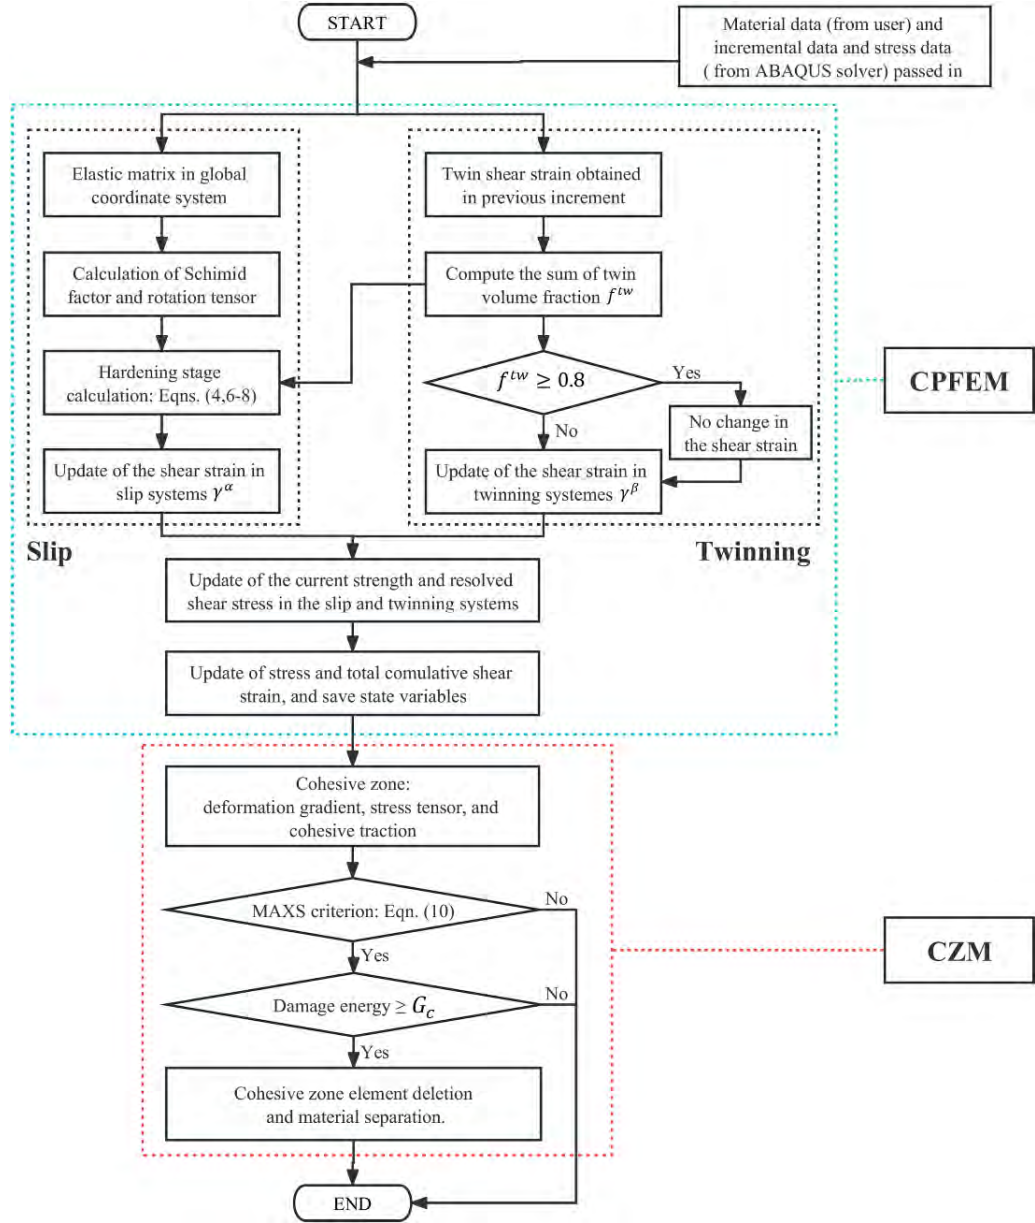 START
Material data (from user) and
incremental data and stress data
( from ABAQUS solver) passed in
Elastic matrix in global
coordinate system
Calculation of Schimid
factor and rotation tensor
Hardening stage
calculation: Eqns. (4,6-8)
Update of the shear strain in
slip systems γ^α
Slip
Twin shear strain obtained
in previous increment
Compute the sum of twin
volume fraction f^tw
f^tw ≥ 0.8
Yes
No change in
the shear strain
No
Update of the shear strain in
twinning systemes γ^β
Twinning
CPFEM
Update of the current strength and resolved
shear stress in the slip and twinning systems
Update of stress and total comulative shear
strain, and save state variables
Cohesive zone:
deformation gradient, stress tensor, and
cohesive traction
MAXS criterion: Eqn. (10)
No
Yes
CZM
Damage energy ≥ G_c
No
Yes
Cohesive zone element deletion
and material separation.
END